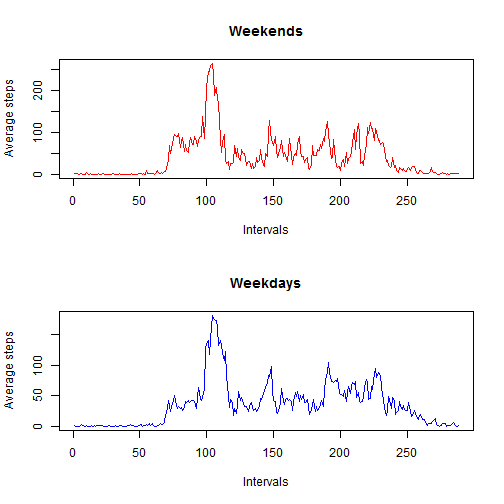 Weekends
Average steps
200
100
0
0 50 100 150 200 250
Intervals
Weekdays
Average steps
100
50
0
0 50 100 150 200 250
Intervals